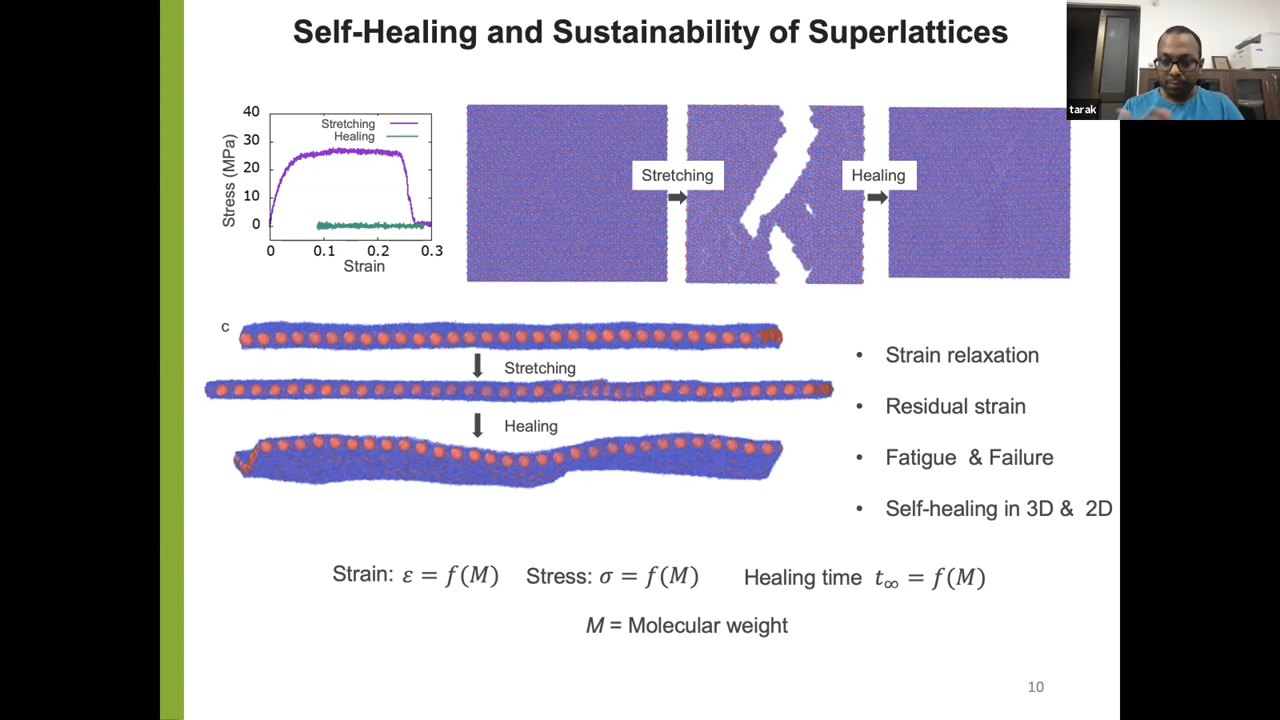 Self-Healing and Sustainability of Superlattices
tarak
40
30
20
10
0
Stress (MPa)
Stretching
Healing
0 0.1 0.2 0.3
Strain
Stretching
Healing
c
Stretching
Healing
• Strain relaxation
• Residual strain
• Fatigue & Failure
• Self-healing in 3D & 2D
Strain: ε = f(M) Stress: σ = f(M) Healing time t∞ = f(M)
M = Molecular weight
10